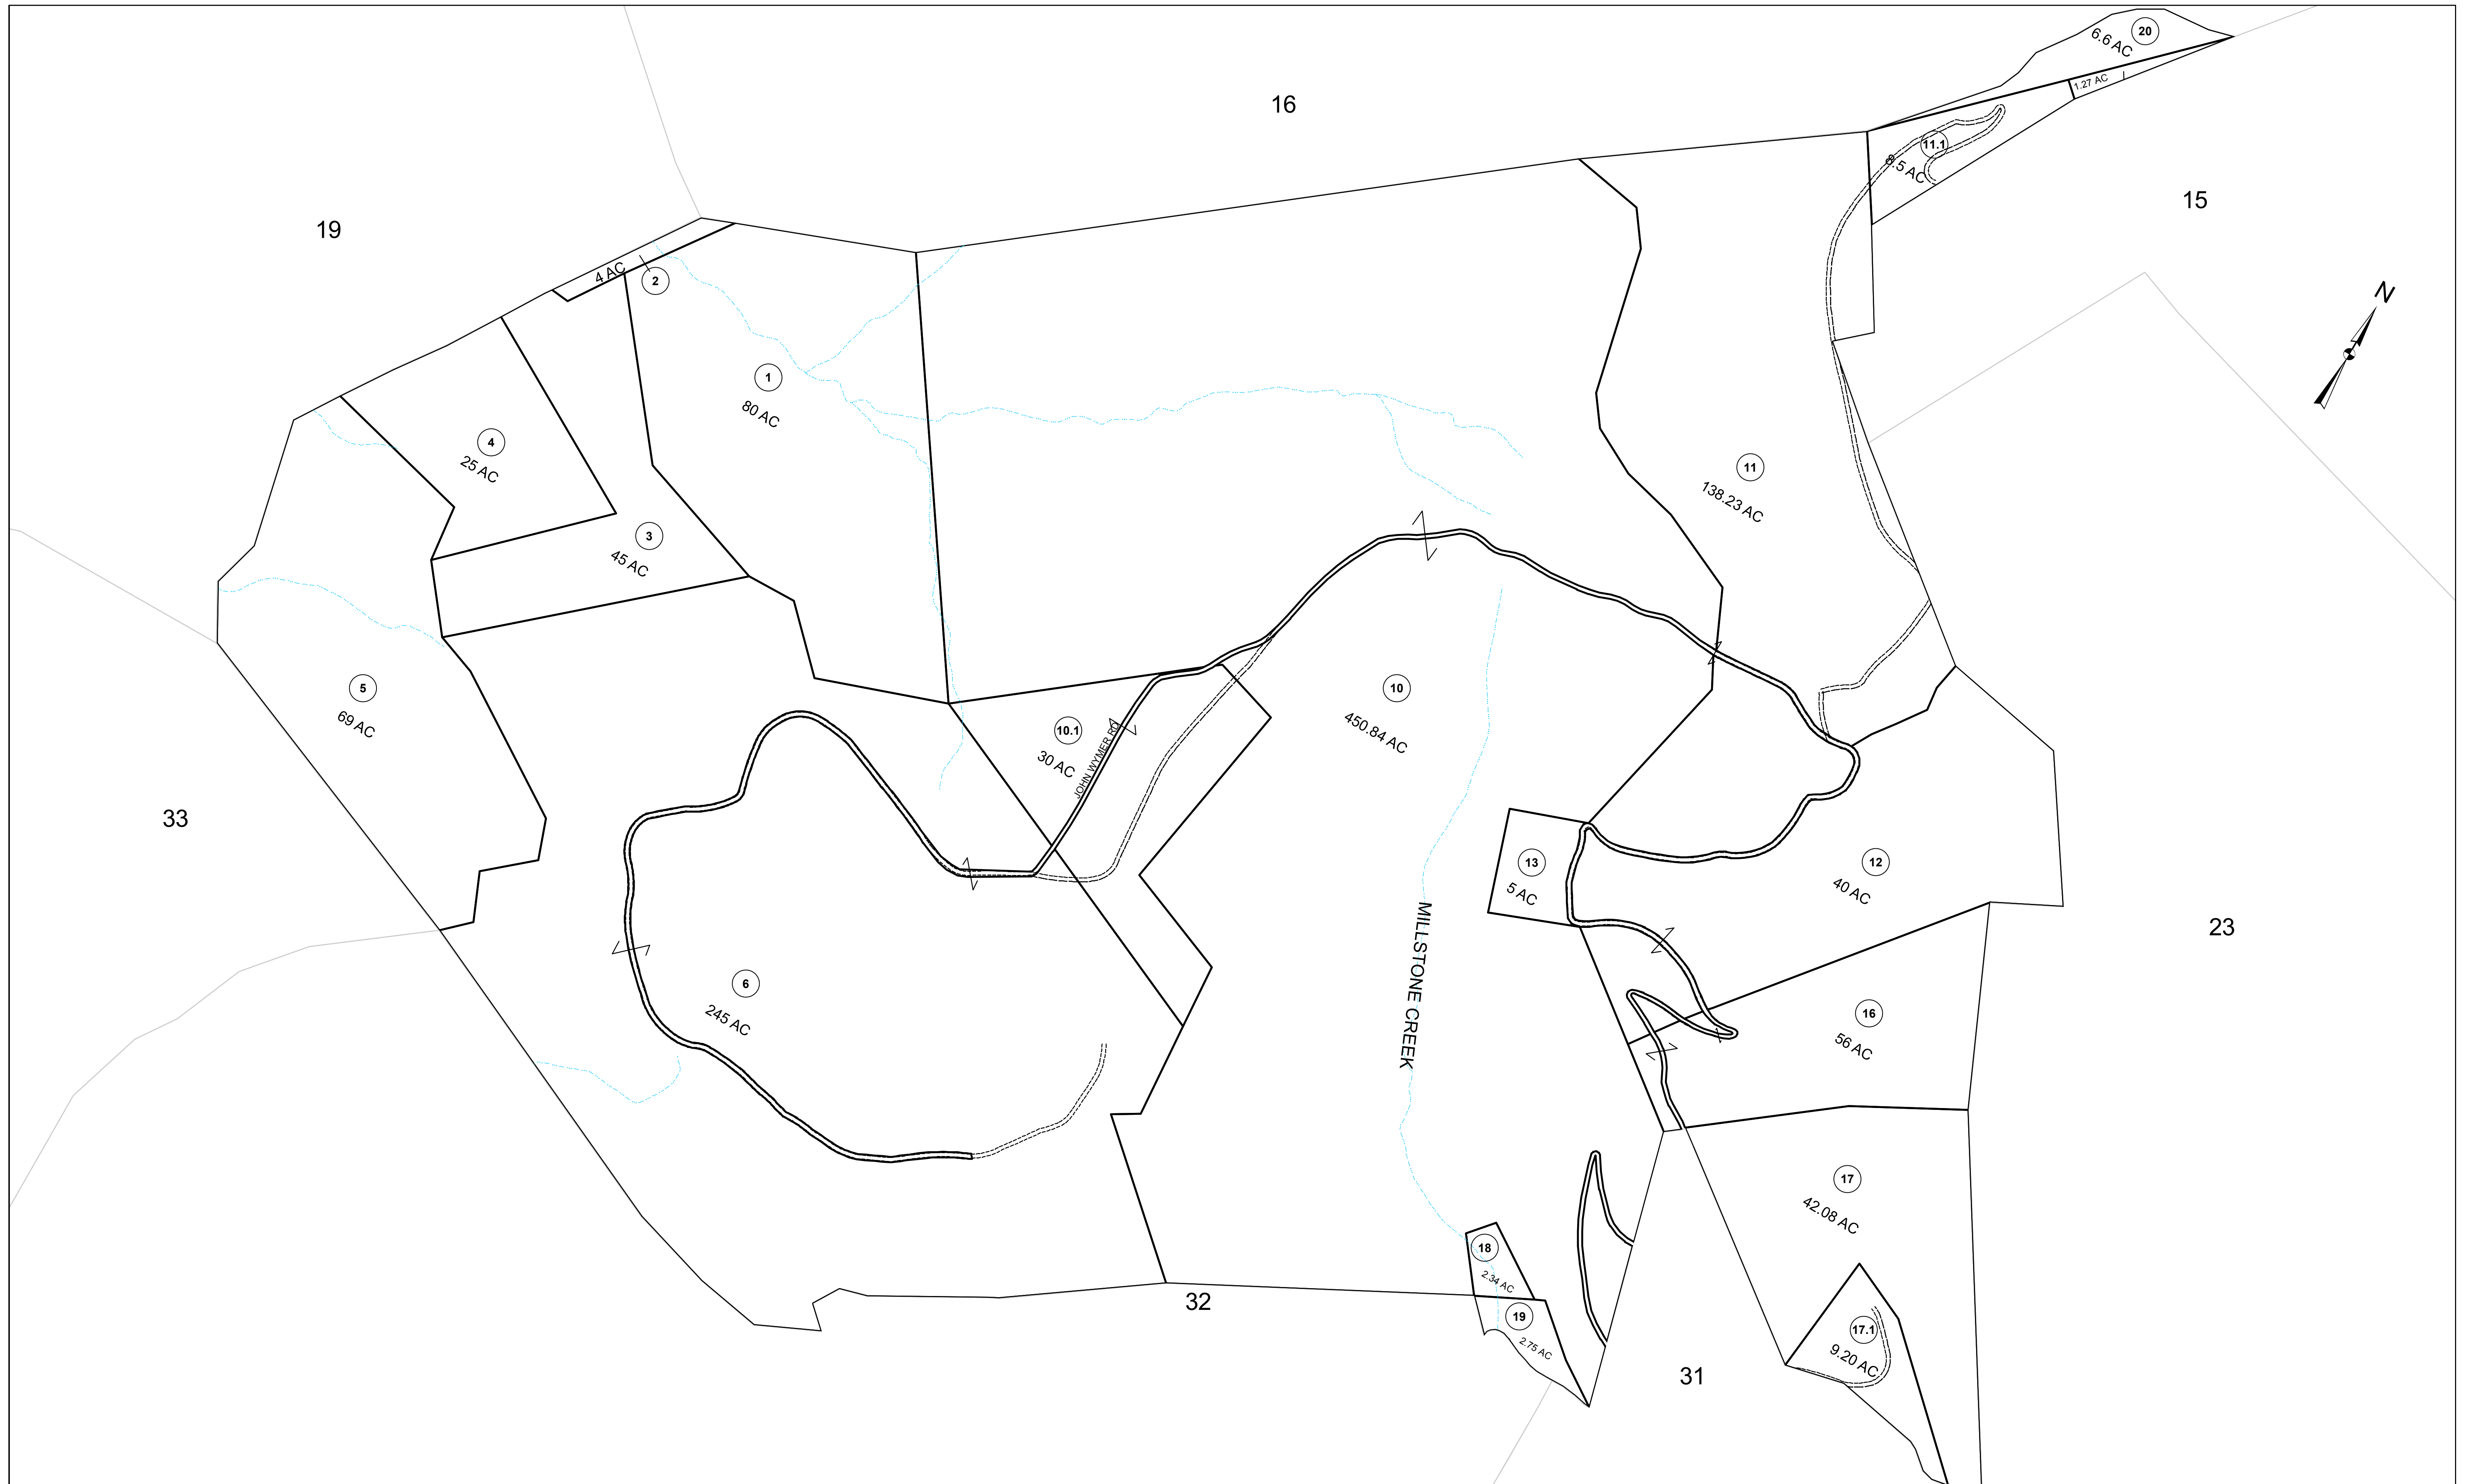 20
6.6 AC
1.27 AC
16
11.1
8.5 AC
15
19
4 AC
2
N
1
80 AC
4
25 AC
11
138.23 AC
3
45 AC
5
69 AC
10
450.84 AC
10.1
30 AC
JOHN WYMER RD
33
13
5 AC
12
40 AC
23
MILLSTONE CREEK
6
245 AC
16
56 AC
17
42.08 AC
18
2.34 AC
32
19
2.75 AC
17.1
9.20 AC
31